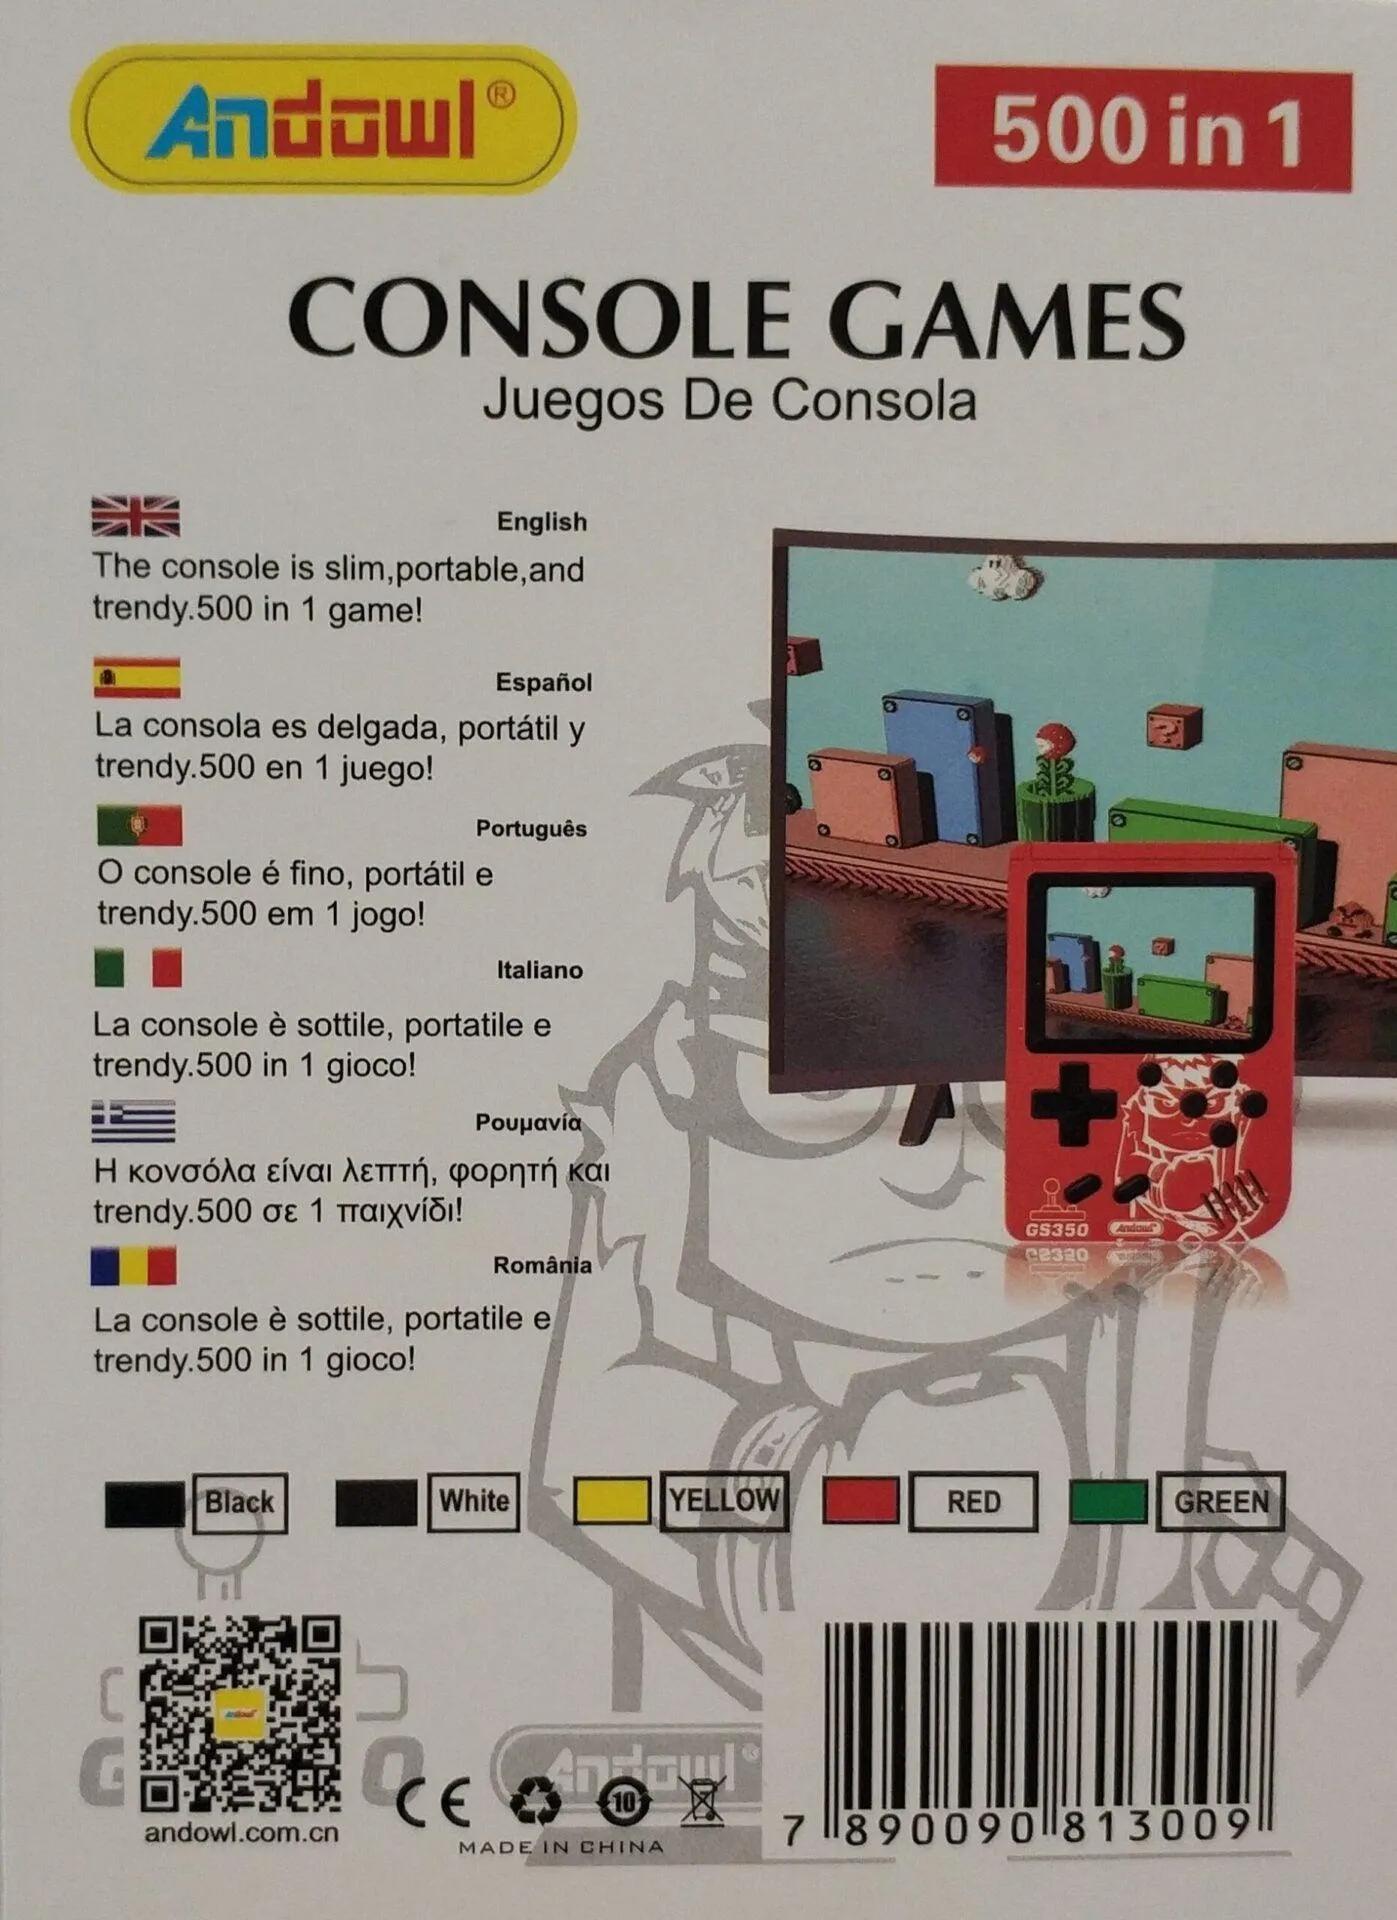 Andowl®
500 in 1
CONSOLE GAMES
Juegos De Consola
English
The console is slim,portable,and
trendy.500 in 1 game!
Español
La consola es delgada, portátil y
trendy.500 en 1 juego!
Português
O console é fino, portátil e
trendy.500 em 1 jogo!
Italiano
La console è sottile, portatile e
trendy.500 in 1 gioco!
Ρουμανία
Η κονσόλα είναι λεπτή, φορητή και
trendy.500 σε 1 παιχνίδι!
România
La console è sottile, portatile e
trendy.500 in 1 gioco!
GS350 Andowl
Black White YELLOW RED GREEN
Andowl
andowl.com.cn
CE 10
MADE IN CHINA
7 890090 813009